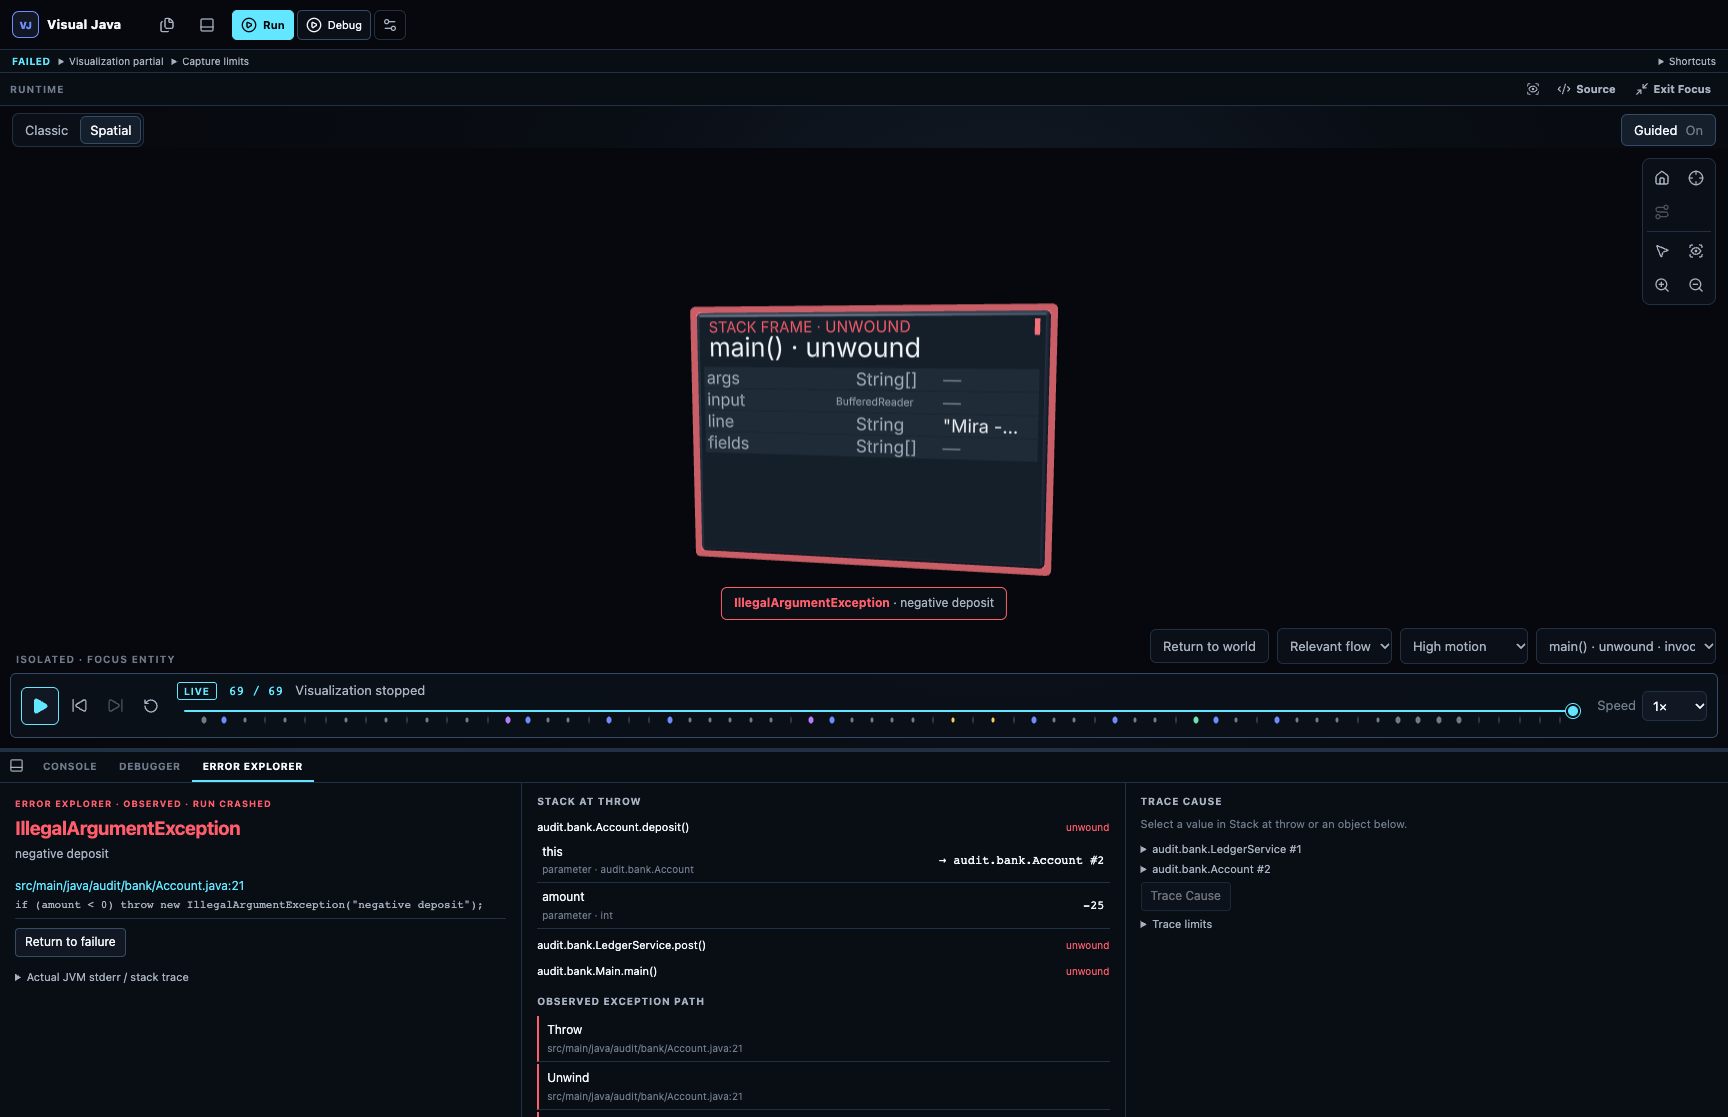 VJ Visual Java Run Debug
FAILED Visualization partial Capture limits Shortcuts
RUNTIME Source Exit Focus
Classic Spatial Guided On
STACK FRAME · UNWOUND
main() · unwound
args String[] —
input BufferedReader —
line String "Mira -...
fields String[] —
IllegalArgumentException · negative deposit
Return to world Relevant flow High motion main() · unwound · invoc
ISOLATED · FOCUS ENTITY
LIVE 69 / 69 Visualization stopped
Speed 1×
CONSOLE DEBUGGER ERROR EXPLORER
ERROR EXPLORER · OBSERVED · RUN CRASHED
IllegalArgumentException
negative deposit
src/main/java/audit/bank/Account.java:21
if (amount < 0) throw new IllegalArgumentException("negative deposit");
Return to failure
Actual JVM stderr / stack trace
STACK AT THROW
audit.bank.Account.deposit() unwound
this
parameter · audit.bank.Account
→ audit.bank.Account #2
amount
parameter · int
-25
audit.bank.LedgerService.post() unwound
audit.bank.Main.main() unwound
OBSERVED EXCEPTION PATH
Throw
src/main/java/audit/bank/Account.java:21
Unwind
src/main/java/audit/bank/Account.java:21
TRACE CAUSE
Select a value in Stack at throw or an object below.
audit.bank.LedgerService #1
audit.bank.Account #2
Trace Cause
Trace limits